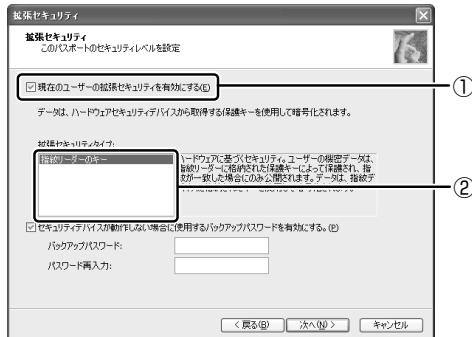 拡張セキュリティ
拡張セキュリティ
このパスポートのセキュリティレベルを設定
現在のユーザーの拡張セキュリティを有効にする(E)
①
データは、ハードウェアセキュリティデバイスから取得する保護キーを使用して暗号化されます。
拡張セキュリティタイプ:
指紋リーダーのキー
ハードウェアに基づくセキュリティ。ユーザーの機密データは、
指紋リーダーに格納された保護キーによって保護され、指
紋が一致した場合にのみ公開されます。データは、指紋デ
②
セキュリティデバイスが動作しない場合に使用するバックアップパスワードを有効にする。(P)
バックアップパスワード:
パスワード再入力:
< 戻る(B)
次へ(N) >
キャンセル